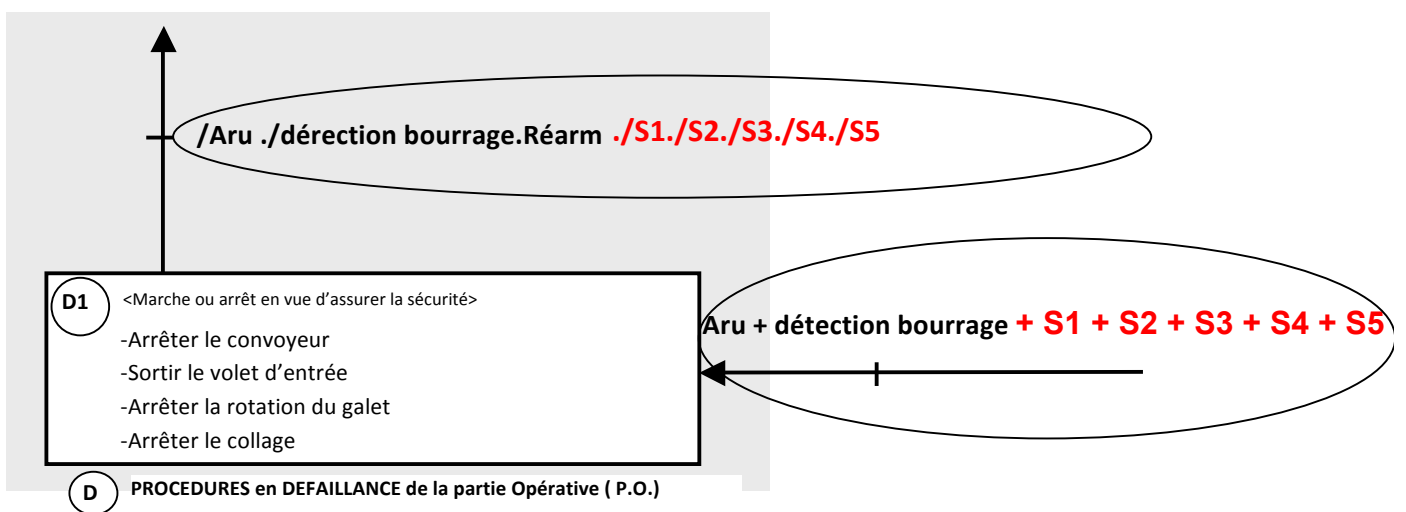 /Aru ./dérection bourrage.Réarm ./S1./S2./S3./S4./S5
D1 <Marche ou arrêt en vue d’assurer la sécurité>
-Arrêter le convoyeur
-Sortir le volet d’entrée
-Arrêter la rotation du galet
-Arrêter le collage
Aru + détection bourrage + S1 + S2 + S3 + S4 + S5
D PROCEDURES en DEFAILLANCE de la partie Opérative ( P.O.)